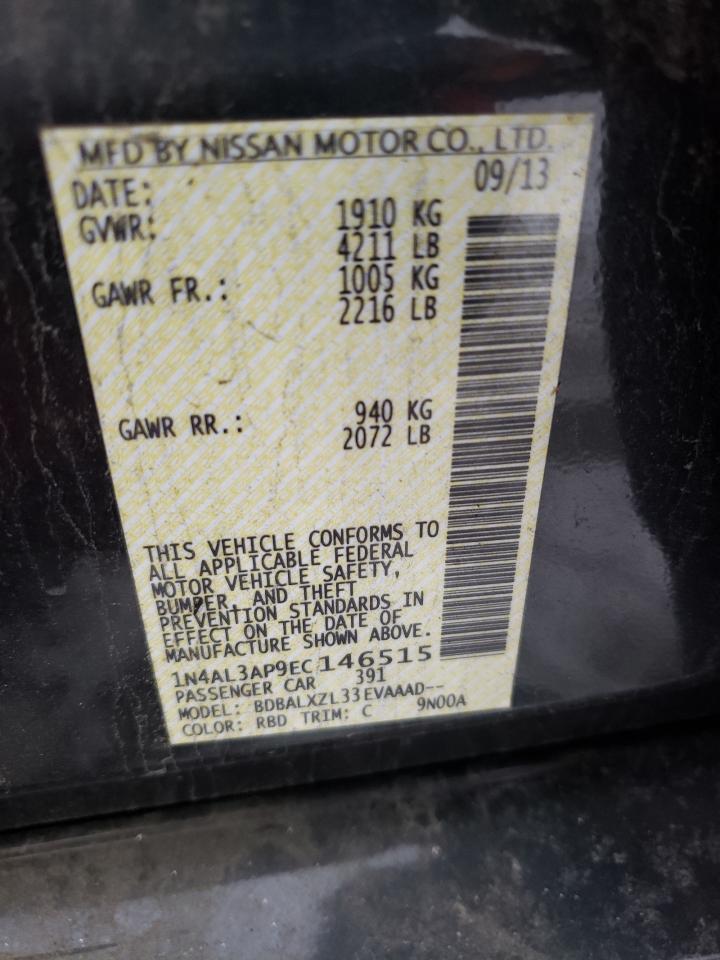 MFD BY NISSAN MOTOR CO., LTD.
DATE: 09/13
GVWR: 1910 KG
4211 LB
GAWR FR.: 1005 KG
2216 LB
GAWR RR.: 940 KG
2072 LB
THIS VEHICLE CONFORMS TO
ALL APPLICABLE FEDERAL
MOTOR VEHICLE SAFETY,
BUMPER, AND THEFT
PREVENTION STANDARDS IN
EFFECT ON THE DATE OF
MANUFACTURE SHOWN ABOVE.
1N4AL3AP9EC146515
PASSENGER CAR 391
MODEL: BDBALXZL33EVAAAD--
COLOR: RBD TRIM: C 9N00A